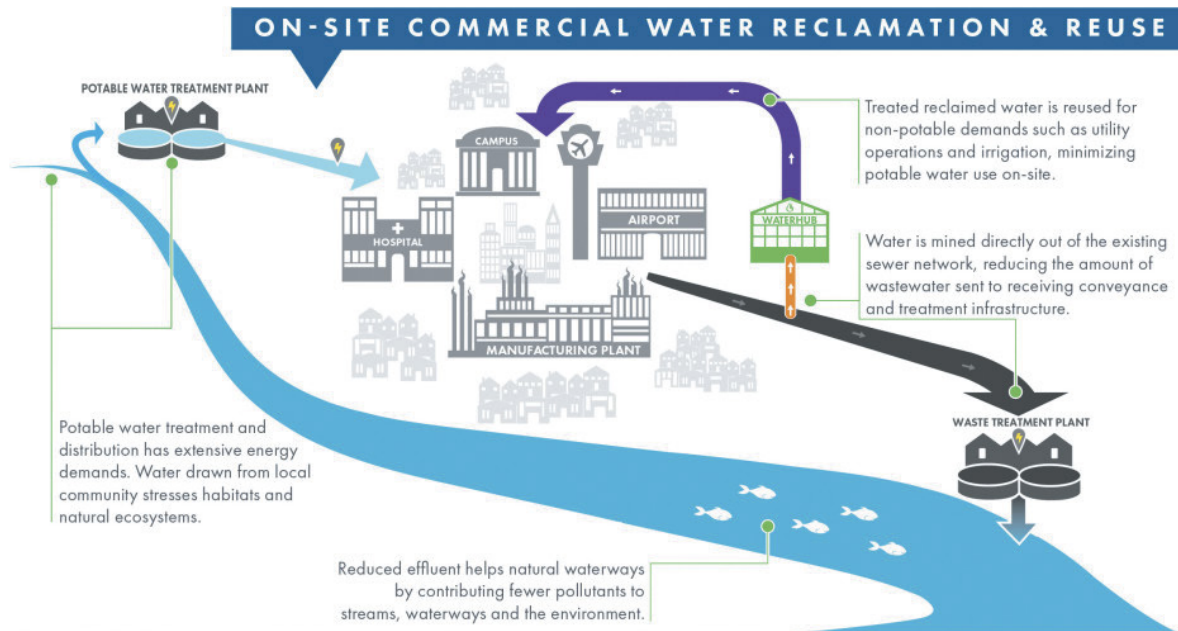 ON-SITE COMMERCIAL WATER RECLAMATION & REUSE
POTABLE WATER TREATMENT PLANT
CAMPUS
HOSPITAL
AIRPORT
MANUFACTURING PLANT
WATERHUB
Treated reclaimed water is reused for
non-potable demands such as utility
operations and irrigation, minimizing
potable water use on-site.
Water is mined directly out of the existing
sewer network, reducing the amount of
wastewater sent to receiving conveyance
and treatment infrastructure.
WASTE TREATMENT PLANT
Potable water treatment and
distribution has extensive energy
demands. Water drawn from local
community stresses habitats and
natural ecosystems.
Reduced effluent helps natural waterways
by contributing fewer pollutants to
streams, waterways and the environment.